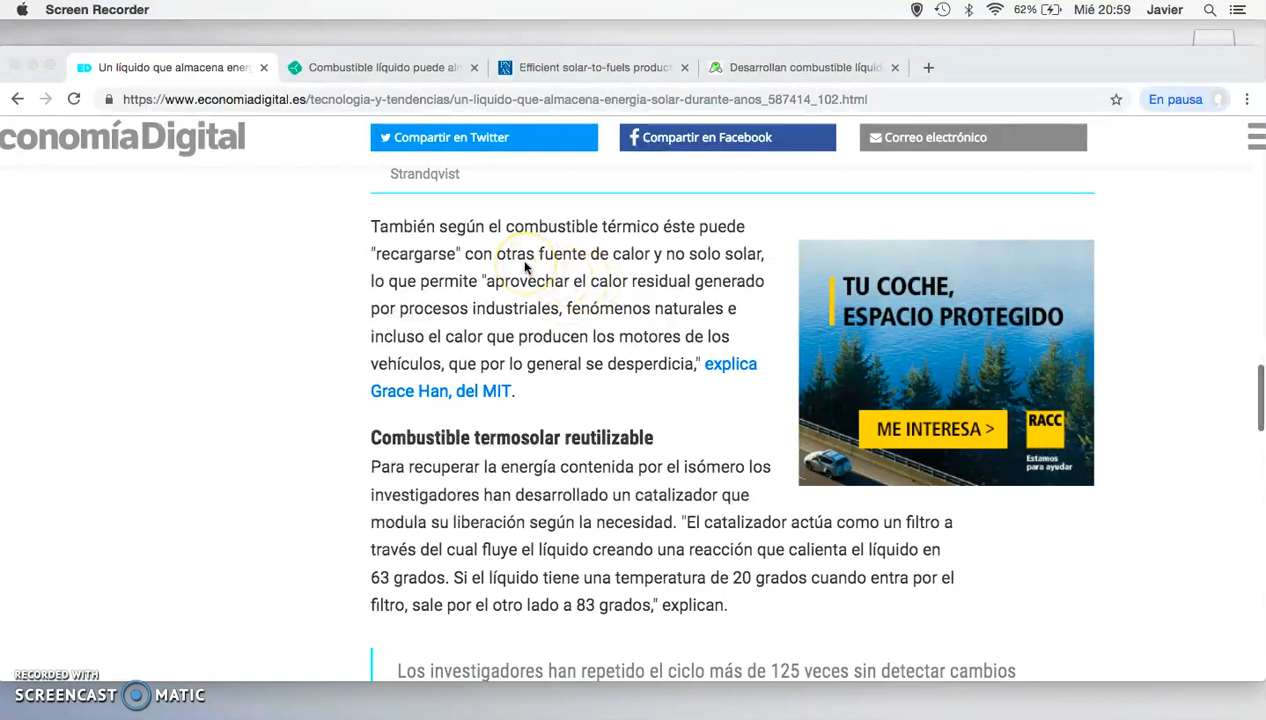 Screen Recorder
62%
Mié 20:59
Javier
ED
Un líquido que almacena ener
Combustible líquido puede alm
Efficient solar-to-fuels product
Desarrollan combustible líquid
https://www.economiadigital.es/tecnologia-y-tendencias/un-liquido-que-almacena-energia-solar-durante-anos_587414_102.html
En pausa
conomíaDigital
Compartir en Twitter
Compartir en Facebook
Correo electrónico
Strandqvist
También según el combustible térmico éste puede
"recargarse" con otras fuente de calor y no solo solar,
lo que permite "aprovechar el calor residual generado
por procesos industriales, fenómenos naturales e
incluso el calor que producen los motores de los
vehículos, que por lo general se desperdicia," explica
Grace Han, del MIT.
TU COCHE,
ESPACIO PROTEGIDO
ME INTERESA >
RACC
Estamos
para ayudar
Combustible termosolar reutilizable
Para recuperar la energía contenida por el isómero los
investigadores han desarrollado un catalizador que
modula su liberación según la necesidad. "El catalizador actúa como un filtro a
través del cual fluye el líquido creando una reacción que calienta el líquido en
63 grados. Si el líquido tiene una temperatura de 20 grados cuando entra por el
filtro, sale por el otro lado a 83 grados," explican.
Los investigadores han repetido el ciclo más de 125 veces sin detectar cambios
RECORDED WITH
SCREENCAST MATIC